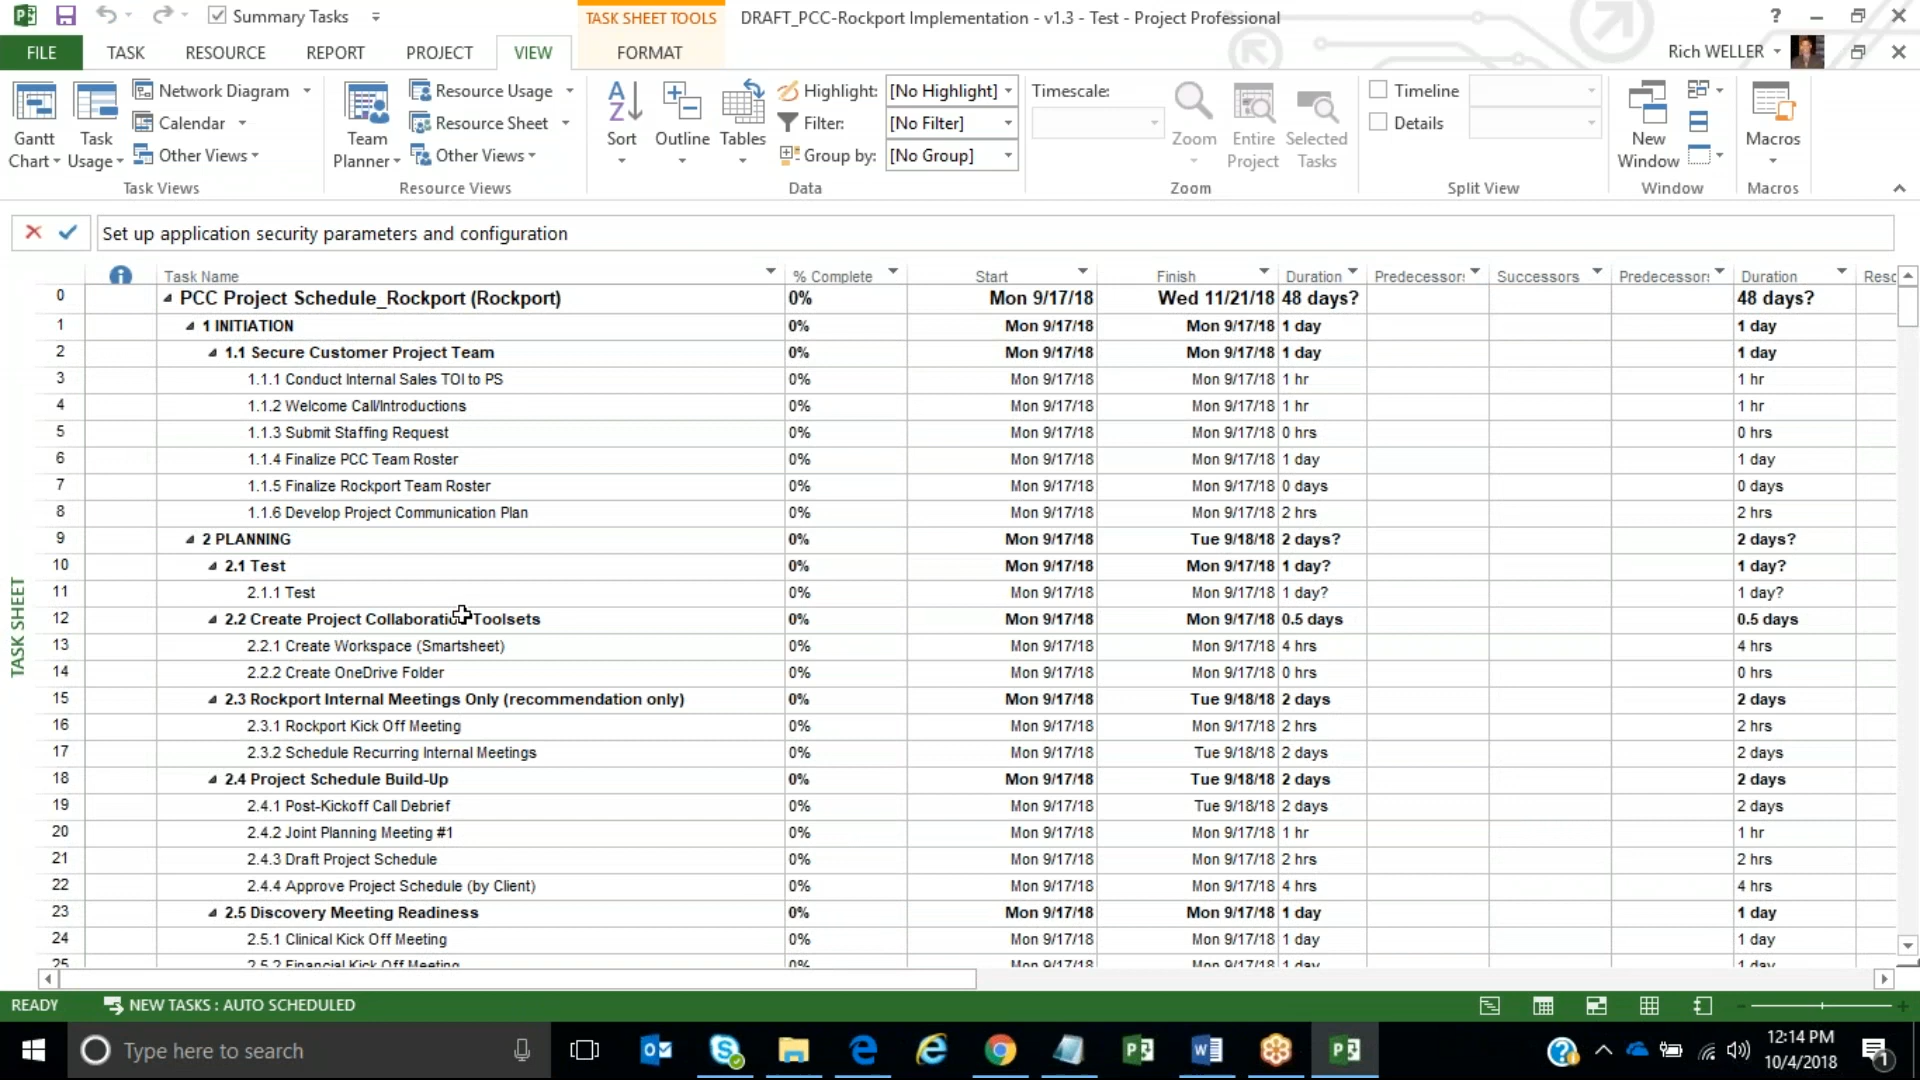 Summary Tasks
TASK SHEET TOOLS
DRAFT_PCC-Rockport Implementation - v1.3 - Test - Project Professional
FILE TASK RESOURCE REPORT PROJECT VIEW FORMAT
Rich WELLER
Gantt Chart
Task Usage
Network Diagram
Calendar
Other Views
Task Views
Team Planner
Resource Usage
Resource Sheet
Other Views
Resource Views
Sort
Outline
Tables
Highlight: [No Highlight]
Filter: [No Filter]
Group by: [No Group]
Data
Timescale:
Zoom
Entire Project
Selected Tasks
Zoom
Timeline
Details
Split View
New Window
Window
Macros
Macros
Set up application security parameters and configuration
Task Name % Complete Start Finish Duration Predecessors Successors Predecessors Duration
0 PCC Project Schedule_Rockport (Rockport) 0% Mon 9/17/18 Wed 11/21/18 48 days? 48 days?
1 1 INITIATION 0% Mon 9/17/18 Mon 9/17/18 1 day 1 day
2 1.1 Secure Customer Project Team 0% Mon 9/17/18 Mon 9/17/18 1 day 1 day
3 1.1.1 Conduct Internal Sales TOI to PS 0% Mon 9/17/18 Mon 9/17/18 1 hr 1 hr
4 1.1.2 Welcome Call/Introductions 0% Mon 9/17/18 Mon 9/17/18 1 hr 1 hr
5 1.1.3 Submit Staffing Request 0% Mon 9/17/18 Mon 9/17/18 0 hrs 0 hrs
6 1.1.4 Finalize PCC Team Roster 0% Mon 9/17/18 Mon 9/17/18 1 day 1 day
7 1.1.5 Finalize Rockport Team Roster 0% Mon 9/17/18 Mon 9/17/18 0 days 0 days
8 1.1.6 Develop Project Communication Plan 0% Mon 9/17/18 Mon 9/17/18 2 hrs 2 hrs
9 2 PLANNING 0% Mon 9/17/18 Tue 9/18/18 2 days? 2 days?
10 2.1 Test 0% Mon 9/17/18 Mon 9/17/18 1 day? 1 day?
11 2.1.1 Test 0% Mon 9/17/18 Mon 9/17/18 1 day? 1 day?
12 2.2 Create Project Collaboration Toolsets 0% Mon 9/17/18 Mon 9/17/18 0.5 days 0.5 days
13 2.2.1 Create Workspace (Smartsheet) 0% Mon 9/17/18 Mon 9/17/18 4 hrs 4 hrs
14 2.2.2 Create OneDrive Folder 0% Mon 9/17/18 Mon 9/17/18 0 hrs 0 hrs
15 2.3 Rockport Internal Meetings Only (recommendation only) 0% Mon 9/17/18 Tue 9/18/18 2 days 2 days
16 2.3.1 Rockport Kick Off Meeting 0% Mon 9/17/18 Mon 9/17/18 2 hrs 2 hrs
17 2.3.2 Schedule Recurring Internal Meetings 0% Mon 9/17/18 Tue 9/18/18 2 days 2 days
18 2.4 Project Schedule Build-Up 0% Mon 9/17/18 Tue 9/18/18 2 days 2 days
19 2.4.1 Post-Kickoff Call Debrief 0% Mon 9/17/18 Tue 9/18/18 2 days 2 days
20 2.4.2 Joint Planning Meeting #1 0% Mon 9/17/18 Mon 9/17/18 1 hr 1 hr
21 2.4.3 Draft Project Schedule 0% Mon 9/17/18 Mon 9/17/18 2 hrs 2 hrs
22 2.4.4 Approve Project Schedule (by Client) 0% Mon 9/17/18 Mon 9/17/18 4 hrs 4 hrs
23 2.5 Discovery Meeting Readiness 0% Mon 9/17/18 Mon 9/17/18 1 day 1 day
24 2.5.1 Clinical Kick Off Meeting 0% Mon 9/17/18 Mon 9/17/18 1 day 1 day
25 2.5.2 Financial Kick Off Meeting 0% Mon 9/17/18 Mon 9/17/18 1 day 1 day
TASK SHEET
READY NEW TASKS : AUTO SCHEDULED
Type here to search
12:14 PM
10/4/2018
1